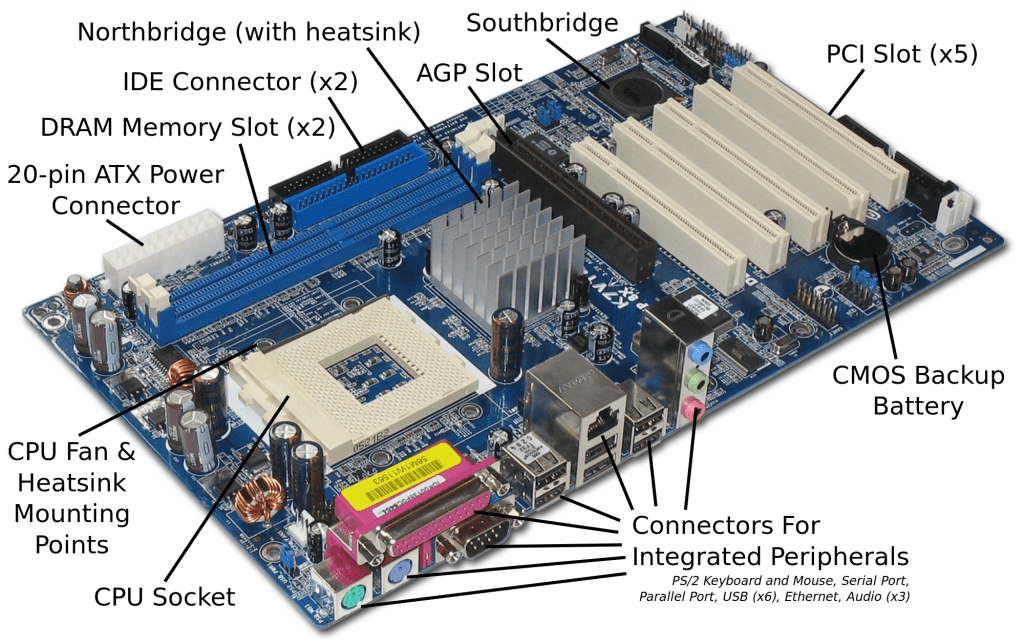 Southbridge
Northbridge (with heatsink)
PCI Slot (x5)
AGP Slot
IDE Connector (x2)
DRAM Memory Slot (x2)
20-pin ATX Power
Connector
K7V
CMOS Backup
Battery
CPU Fan &
Heatsink
Mounting
Points
Connectors For
Integrated Peripherals
PS/2 Keyboard and Mouse, Serial Port,
Parallel Port, USB (x6), Ethernet, Audio (x3)
CPU Socket